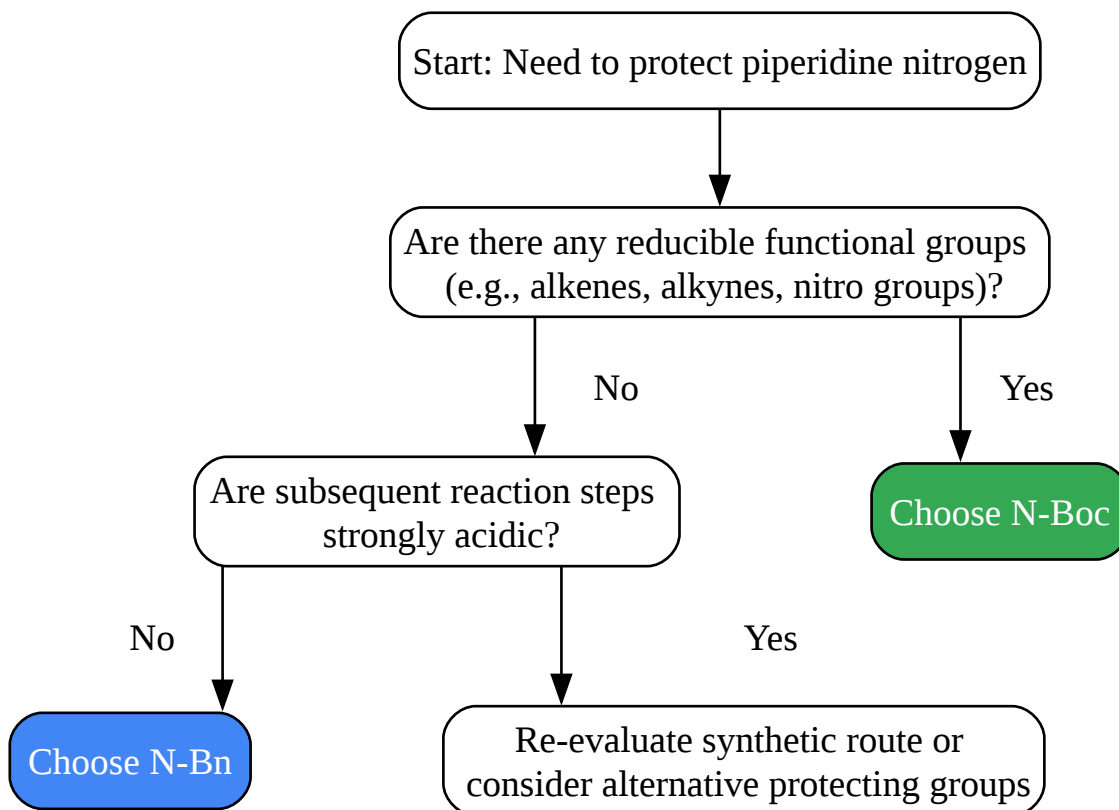 Start: Need to protect piperidine nitrogen
Are there any reducible functional groups
(e.g., alkenes, alkynes, nitro groups)?
No
Yes
Are subsequent reaction steps
strongly acidic?
Choose N-Boc
No
Yes
Choose N-Bn
Re-evaluate synthetic route or
consider alternative protecting groups